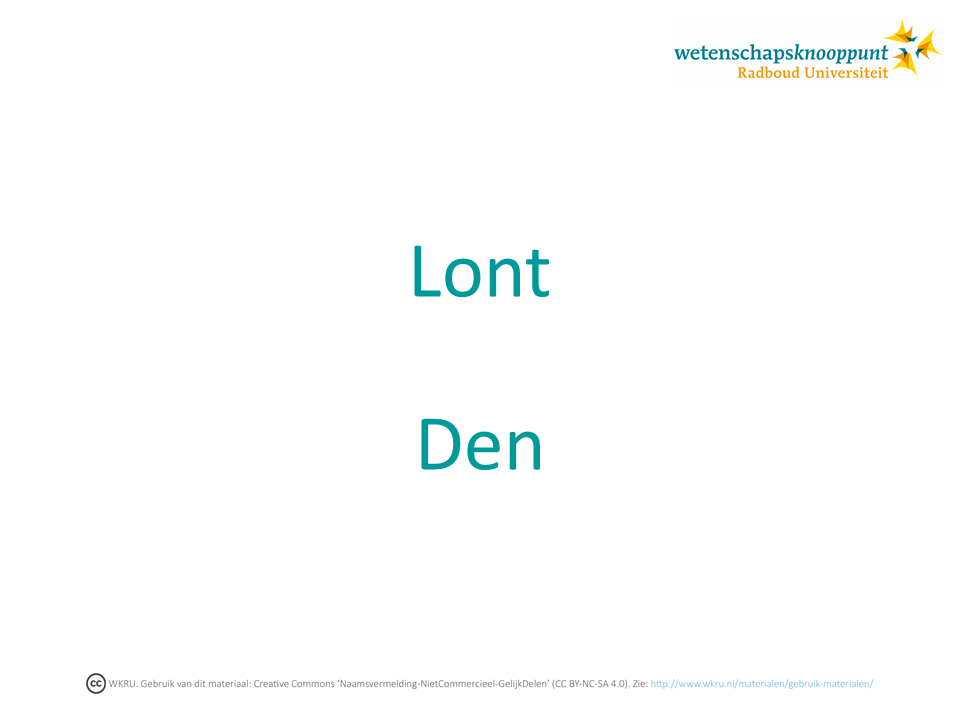 wetenschapsknooppunt
Radboud Universiteit
Lont
Den
cc WKRU. Gebruik van dit materiaal: Creative Commons ‘Naamsvermelding-NietCommercieel-GelijkDelen’ (CC BY-NC-SA 4.0). Zie: http://www.wkru.nl/materialen/gebruik-materialen/